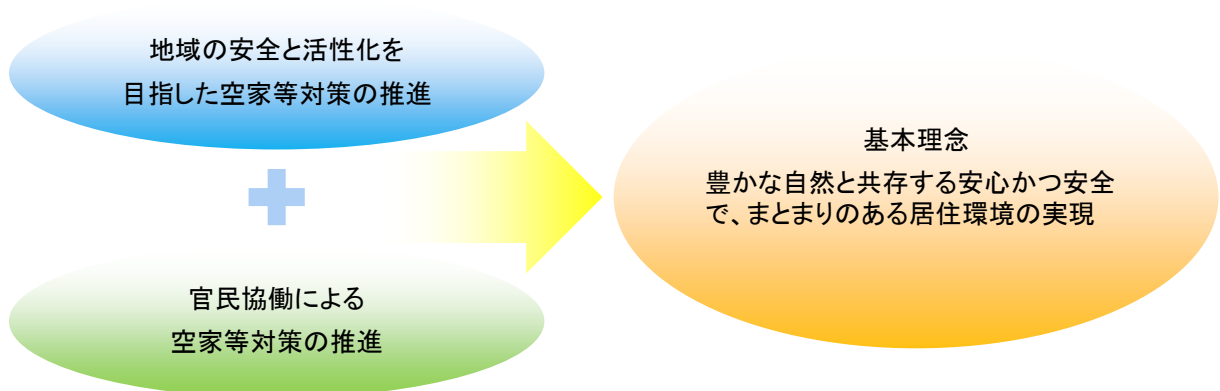 地域の安全と活性化を
目指した空家等対策の推進
官民協働による
空家等対策の推進
基本理念
豊かな自然と共存する安心かつ安全
で、まとまりのある居住環境の実現